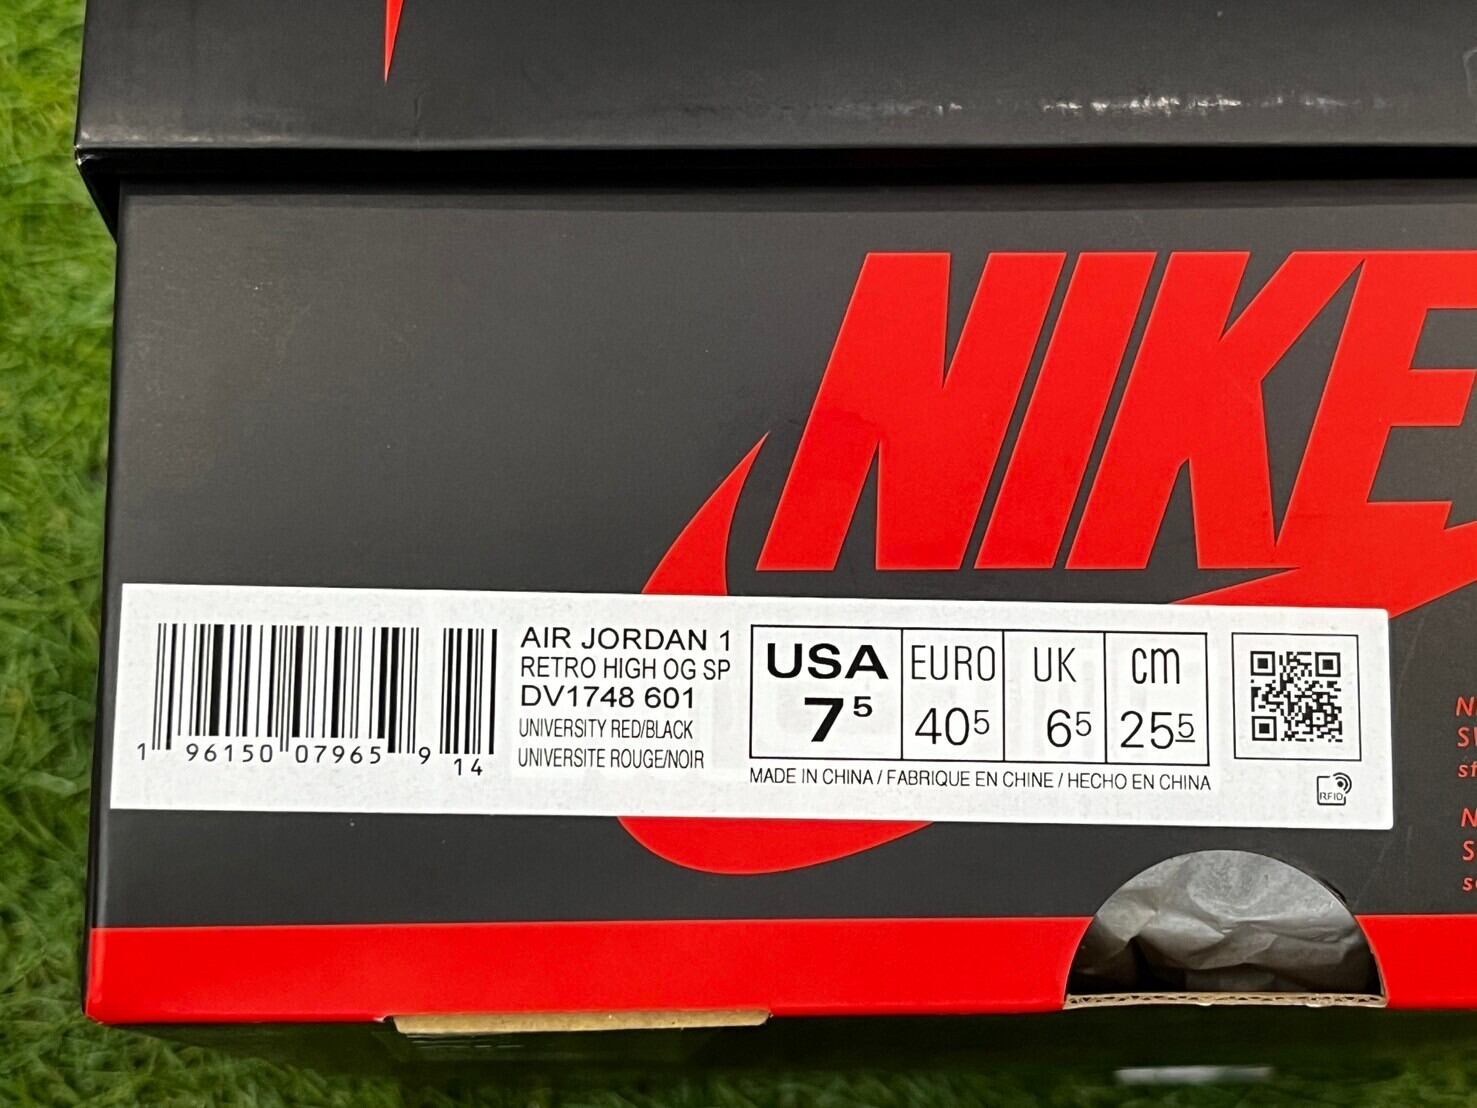 NIKE
AIR JORDAN 1
RETRO HIGH OG SP
DV1748 601
UNIVERSITY RED/BLACK
UNIVERSITE ROUGE/NOIR
1 96150 07965 9 14
USA EURO UK cm
7⁵ 40⁵ 6⁵ 25⁵
MADE IN CHINA / FABRIQUE EN CHINE / HECHO EN CHINA
RFID